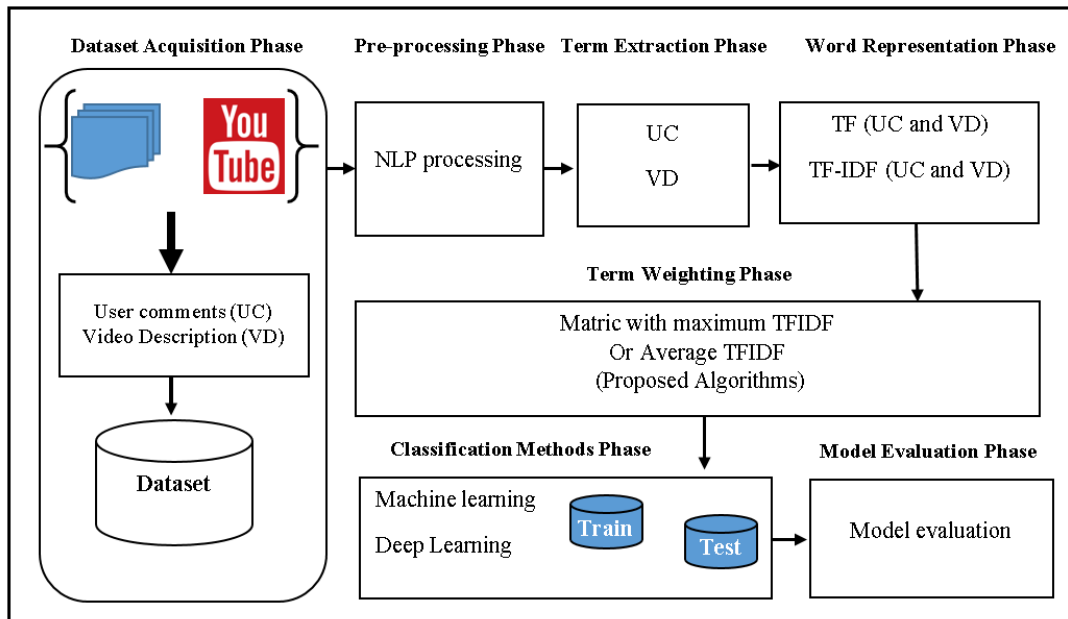 Dataset Acquisition Phase
You
Tube
User comments (UC)
Video Description (VD)
Dataset
Pre-processing Phase
NLP processing
Term Extraction Phase
UC
VD
Word Representation Phase
TF (UC and VD)
TF-IDF (UC and VD)
Term Weighting Phase
Matric with maximum TFIDF
Or Average TFIDF
(Proposed Algorithms)
Classification Methods Phase
Machine learning
Deep Learning
Train
Test
Model Evaluation Phase
Model evaluation